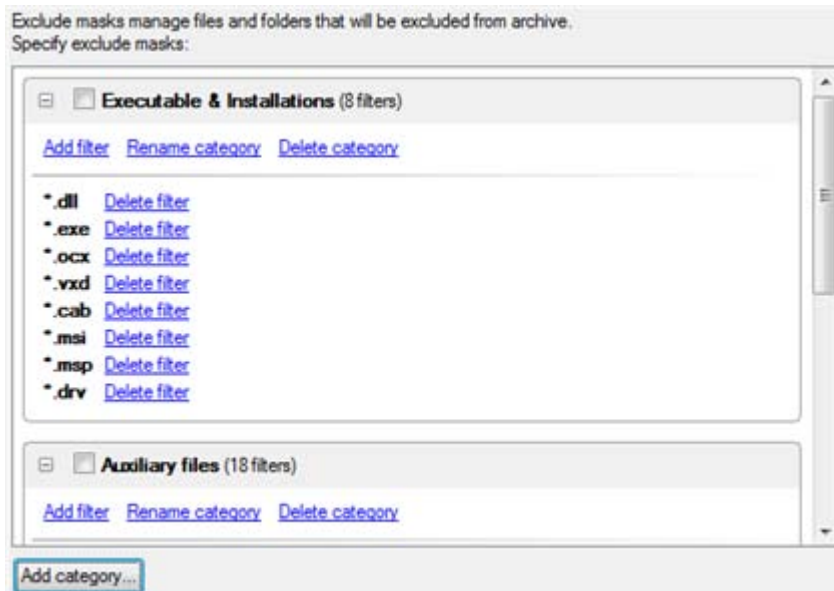 Exclude masks manage files and folders that will be excluded from archive.
Specify exclude masks:
Executable & Installations (8 filters)
Add filter Rename category Delete category
*.dll Delete filter
*.exe Delete filter
*.ocx Delete filter
*.vxd Delete filter
*.cab Delete filter
*.msi Delete filter
*.msp Delete filter
*.drv Delete filter
Auxiliary files (18 filters)
Add filter Rename category Delete category
Add category...